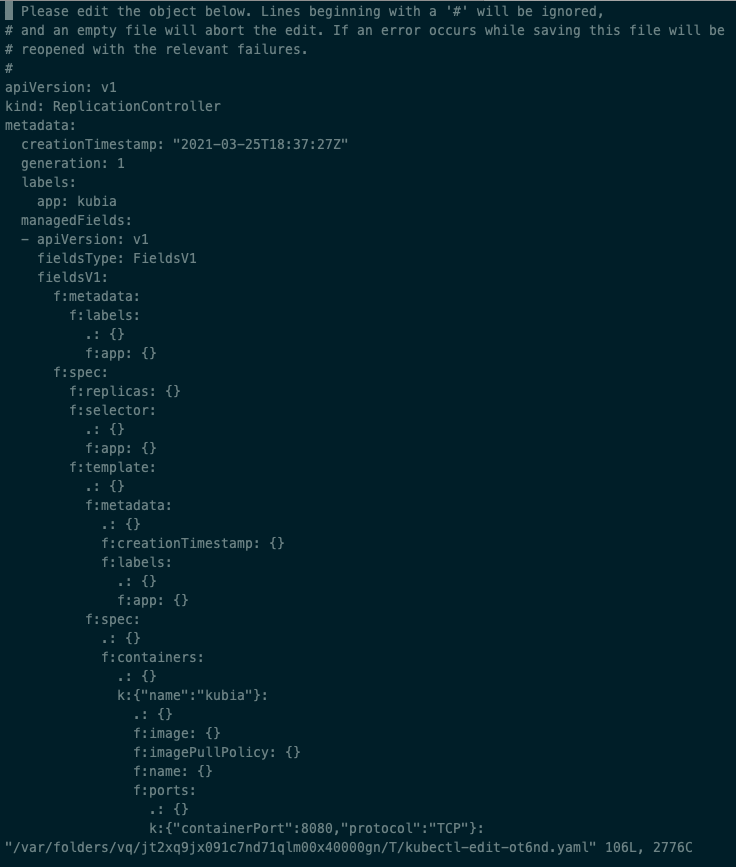 Please edit the object below. Lines beginning with a '#' will be ignored,
# and an empty file will abort the edit. If an error occurs while saving this file will be
# reopened with the relevant failures.
#
apiVersion: v1
kind: ReplicationController
metadata:
  creationTimestamp: "2021-03-25T18:37:27Z"
  generation: 1
  labels:
    app: kubia
  managedFields:
  - apiVersion: v1
    fieldsType: FieldsV1
    fieldsV1:
      f:metadata:
        f:labels:
          .: {}
          f:app: {}
      f:spec:
        f:replicas: {}
        f:selector:
          .: {}
          f:app: {}
        f:template:
          .: {}
          f:metadata:
            .: {}
            f:creationTimestamp: {}
            f:labels:
              .: {}
              f:app: {}
          f:spec:
            .: {}
            f:containers:
              .: {}
              k:{"name":"kubia"}:
                .: {}
                f:image: {}
                f:imagePullPolicy: {}
                f:name: {}
                f:ports:
                  .: {}
                  k:{"containerPort":8080,"protocol":"TCP"}:
"/var/folders/vq/jt2xq9jx091c7nd71qlm00x40000gn/T/kubectl-edit-ot6nd.yaml" 106L, 2776C